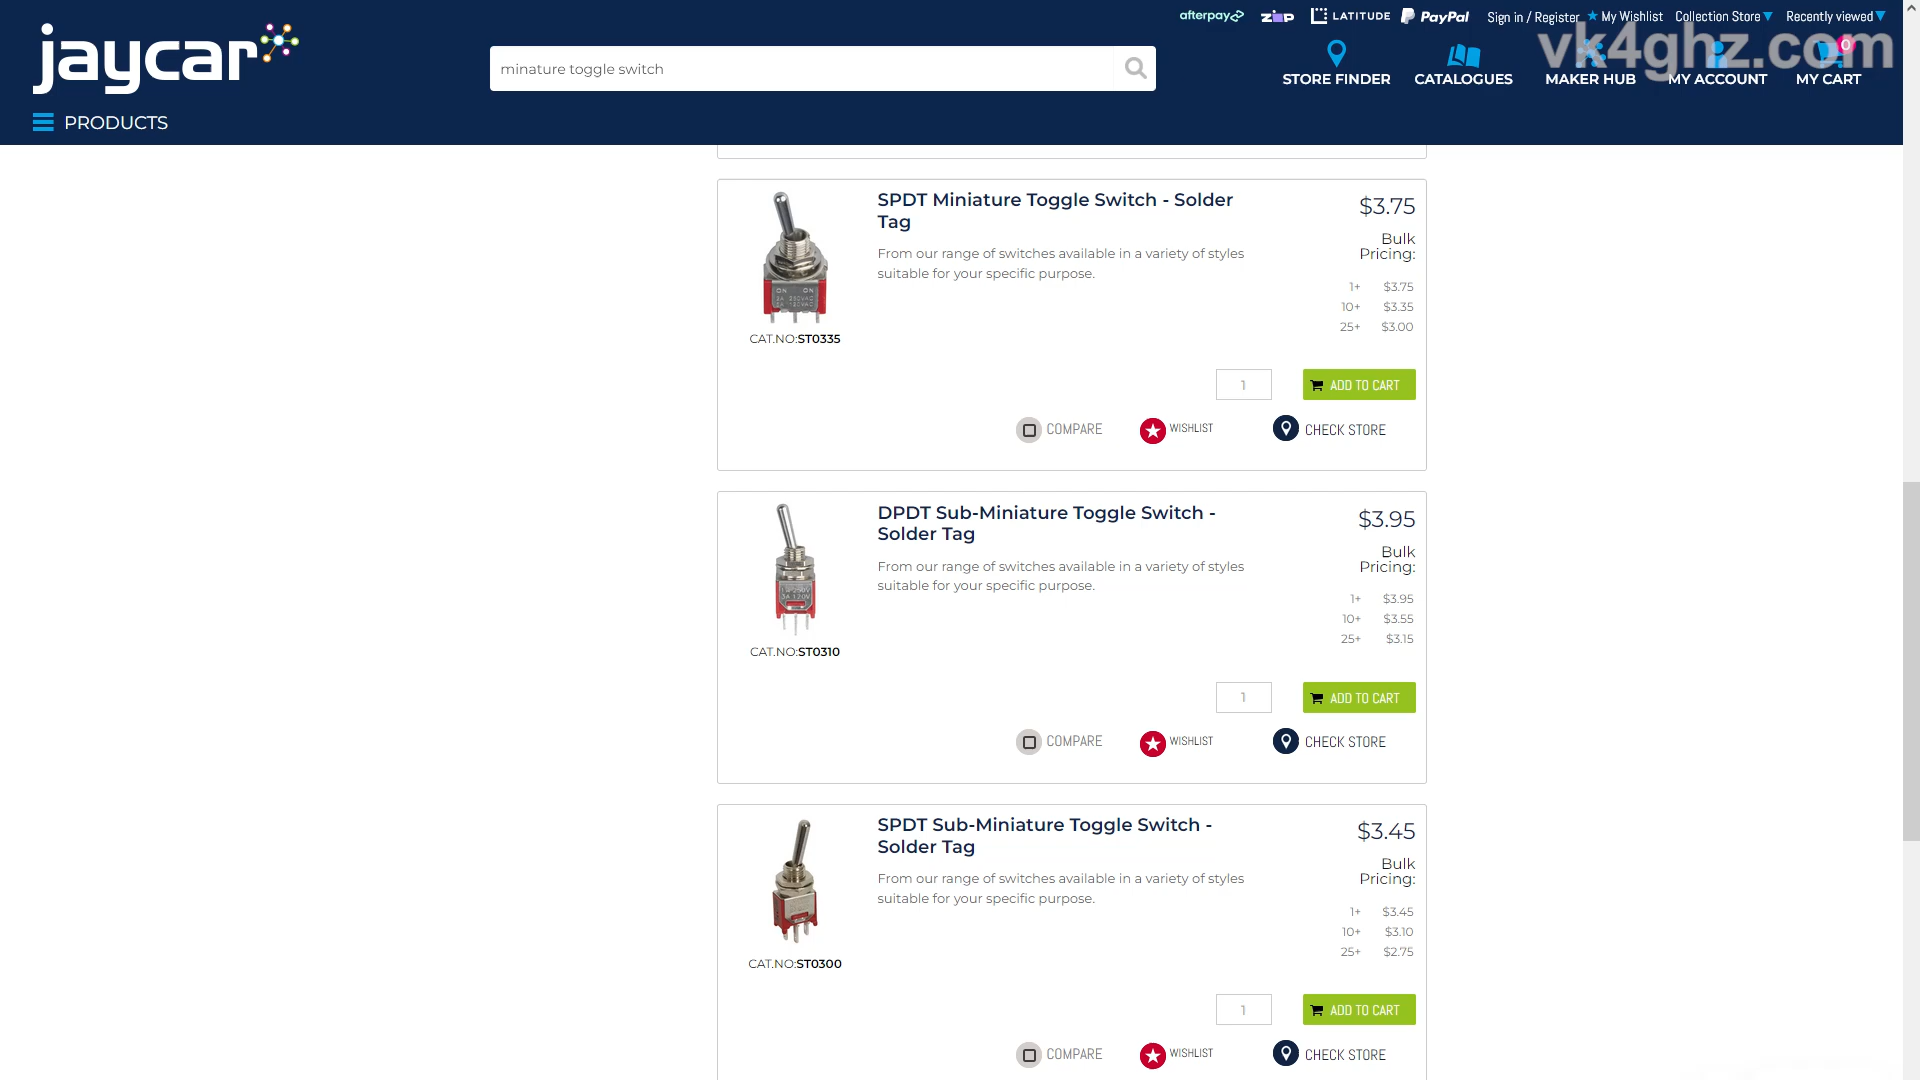 afterpay zip LATITUDE PayPal Sign in / Register My Wishlist Collection Store Recently viewed
jaycar
minature toggle switch
vk4ghz.com
0
STORE FINDER CATALOGUES MAKER HUB MY ACCOUNT MY CART
PRODUCTS
SPDT Miniature Toggle Switch - Solder
Tag
$3.75
Bulk
Pricing:
From our range of switches available in a variety of styles
suitable for your specific purpose.
1+ $3.75
10+ $3.35
25+ $3.00
ON ON
CAT.NO:ST0335
1 ADD TO CART
COMPARE WISHLIST CHECK STORE
DPDT Sub-Miniature Toggle Switch -
Solder Tag
$3.95
Bulk
Pricing:
From our range of switches available in a variety of styles
suitable for your specific purpose.
1+ $3.95
10+ $3.55
25+ $3.15
CAT.NO:ST0310
1 ADD TO CART
COMPARE WISHLIST CHECK STORE
SPDT Sub-Miniature Toggle Switch -
Solder Tag
$3.45
Bulk
Pricing:
From our range of switches available in a variety of styles
suitable for your specific purpose.
1+ $3.45
10+ $3.10
25+ $2.75
CAT.NO:ST0300
1 ADD TO CART
COMPARE WISHLIST CHECK STORE